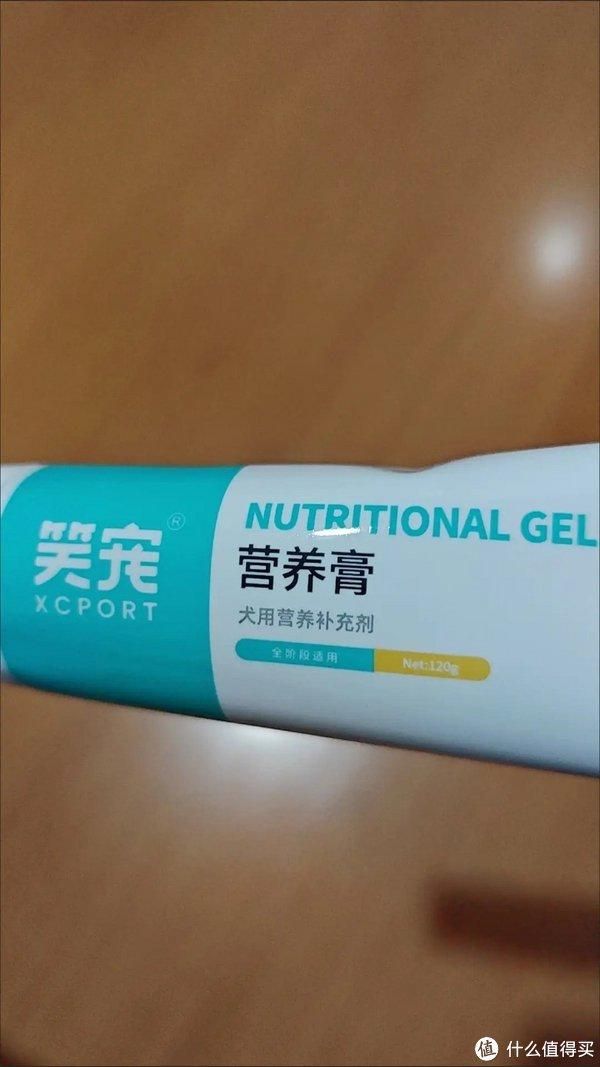 笑宠®
XCPORT
NUTRITIONAL GEL
营养膏
犬用营养补充剂
全阶段适用
Net:120g
值 什么值得买